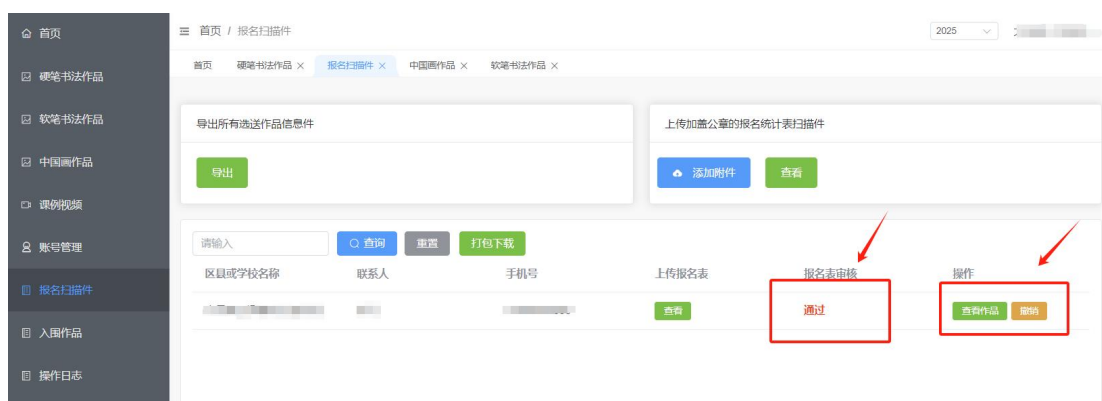 首页
硬笔书法作品
软笔书法作品
中国画作品
课例视频
账号管理
报名扫描件
入围作品
操作日志
首页 / 报名扫描件
2025
首页 硬笔书法作品 × 报名扫描件 × 中国画作品 × 软笔书法作品 ×
导出所有选送作品信息件
导出
上传加盖公章的报名统计表扫描件
添加附件 查看
请输入 查询 重置 打包下载
区县或学校名称 联系人 手机号 上传报名表 报名表审核 操作
查看 通过 查看作品 撤销